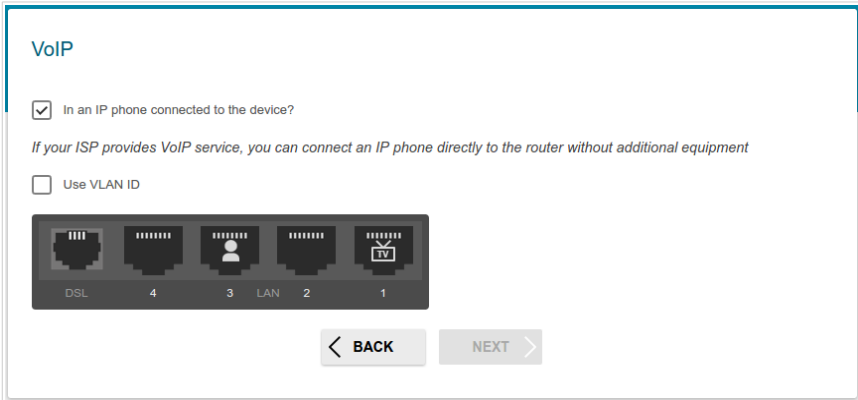 VoIP
In an IP phone connected to the device?
If your ISP provides VoIP service, you can connect an IP phone directly to the router without additional equipment
Use VLAN ID
TV
DSL 4 3 LAN 2 1
BACK NEXT